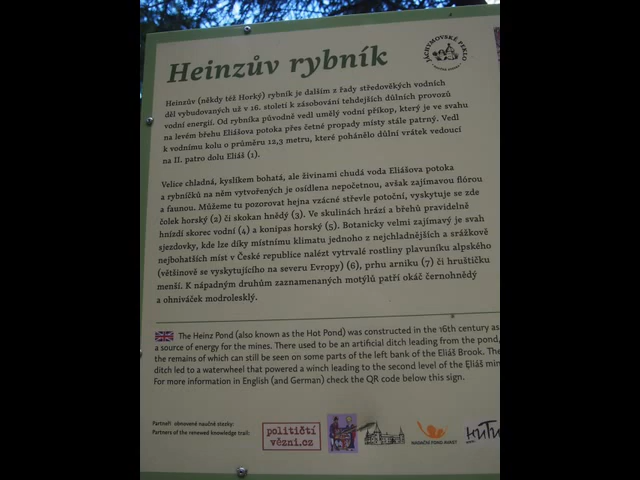 Heinzův rybník
JÁCHYMOVSKÉ PEKLO
Heinzův (někdy též Horký) rybník je dalším z řady středověkých vodních
děl vybudovaných už v 16. století k zásobování tehdejších důlních provozů
vodní energií. Od rybníka původně vedl umělý vodní příkop, který je ve svahu
na levém břehu Eliášova potoka přes četné propady místy stále patrný. Vedl
k vodnímu kolu o průměru 12,3 metru, které pohánělo důlní vrátek vedoucí
na II. patro dolu Eliáš (1).
Velice chladná, kyslíkem bohatá, ale živinami chudá voda Eliášova potoka
a rybníčků na něm vytvořených je osídlena nepočetnou, avšak zajímavou flórou
a faunou. Můžeme tu pozorovat hejna vzácné střevle potoční, vyskytuje se zde
čolek horský (2) či skokan hnědý (3). Ve skulinách hrází a břehů pravidelně
hnízdí skorec vodní (4) a konipas horský (5). Botanicky velmi zajímavý je svah
sjezdovky, kde lze díky místnímu klimatu jednoho z nejchladnějších a srážkově
nejbohatších míst v České republice nalézt vytrvalé rostliny plavuníku alpského
(většinově se vyskytujícího na severu Evropy) (6), prhu arniku (7) či hruštičku
menší. K nápadným druhům zaznamenaných motýlů patří okáč černohnědý
a ohniváček modrolesklý.
The Heinz Pond (also known as the Hot Pond) was constructed in the 16th century as
a source of energy for the mines. There used to be an artificial ditch leading from the pond,
the remains of which can still be seen on some parts of the left bank of the Eliáš Brook. The
ditch led to a waterwheel that powered a winch leading to the second level of the Eliáš min
For more information in English (and German) check the QR code below this sign.
Partneři obnovené naučné stezky:
Partners of the renewed knowledge trail:
političtí
vězni.cz
NADAČNÍ FOND AVAST